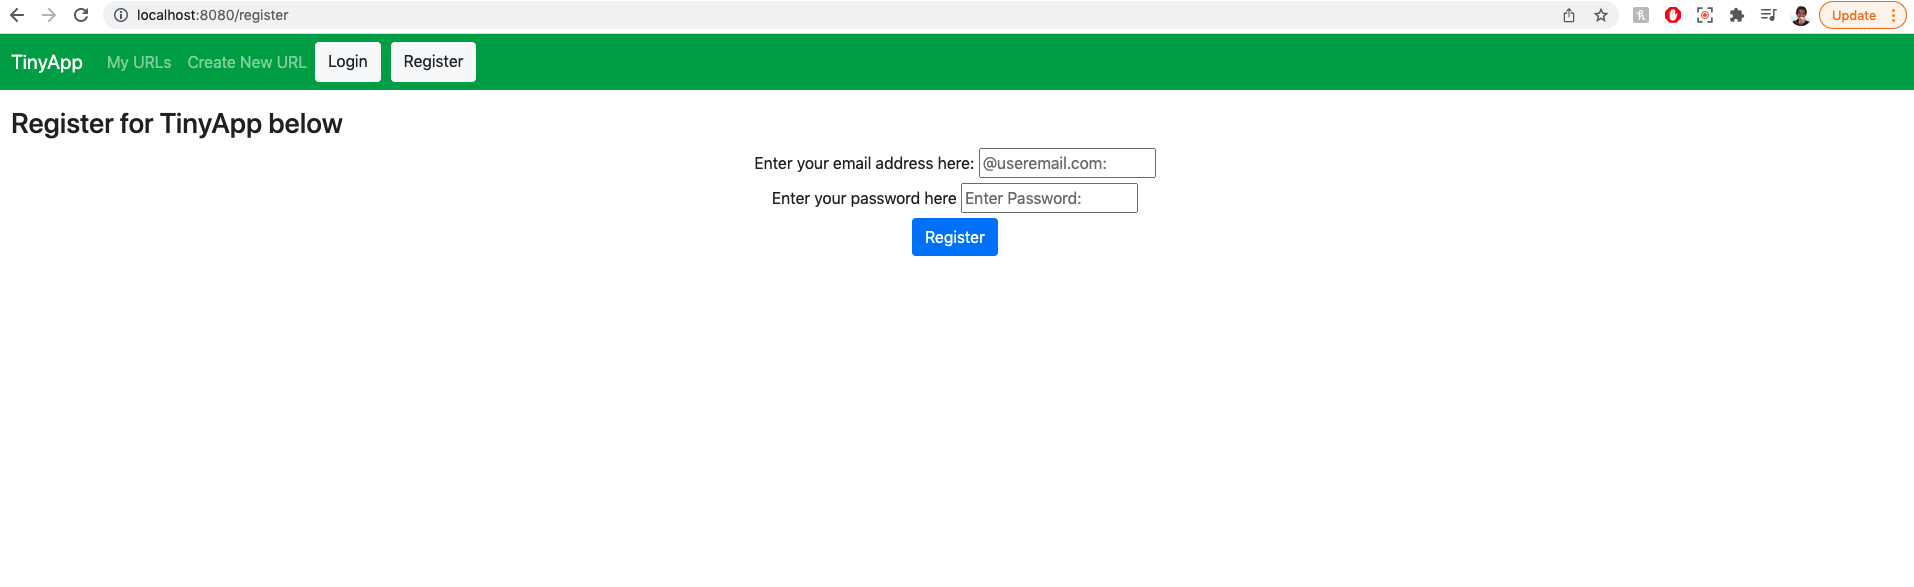 localhost:8080/register
Update
TinyApp My URLs Create New URL Login Register
Register for TinyApp below
Enter your email address here: @useremail.com:
Enter your password here Enter Password:
Register